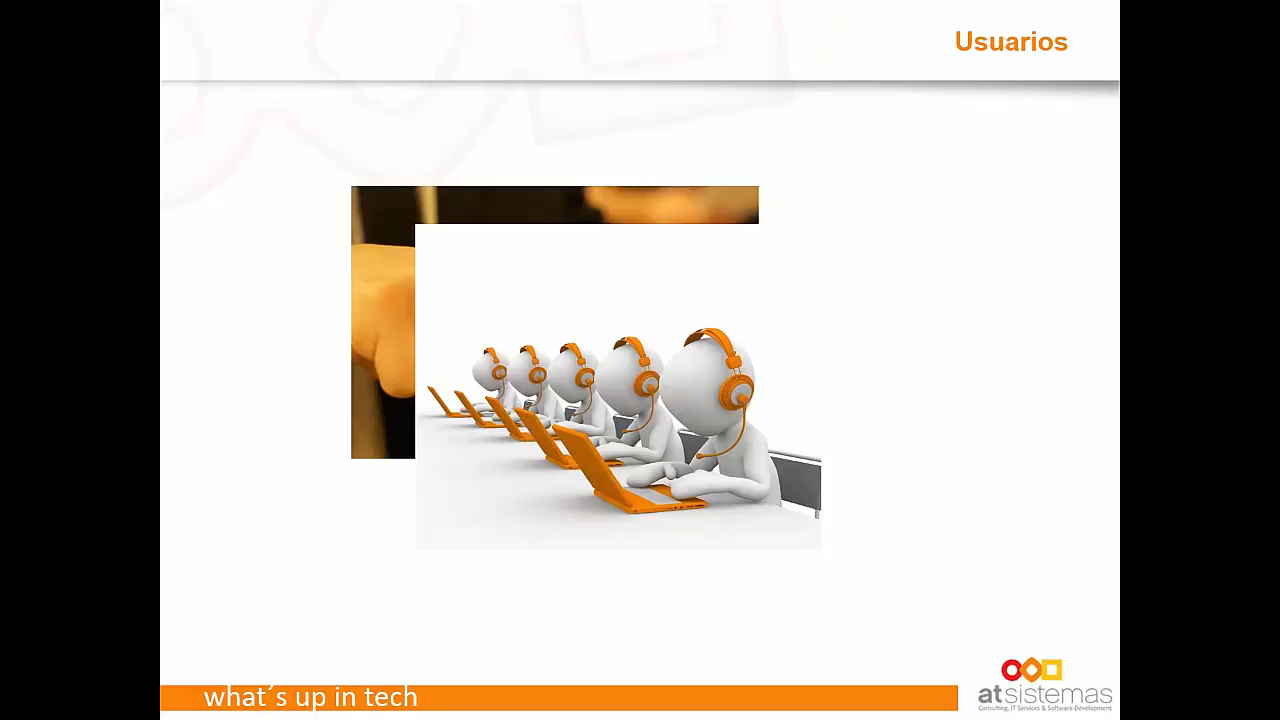 Usuarios
what´s up in tech
atsistemas
Consulting, IT Services & Software Development